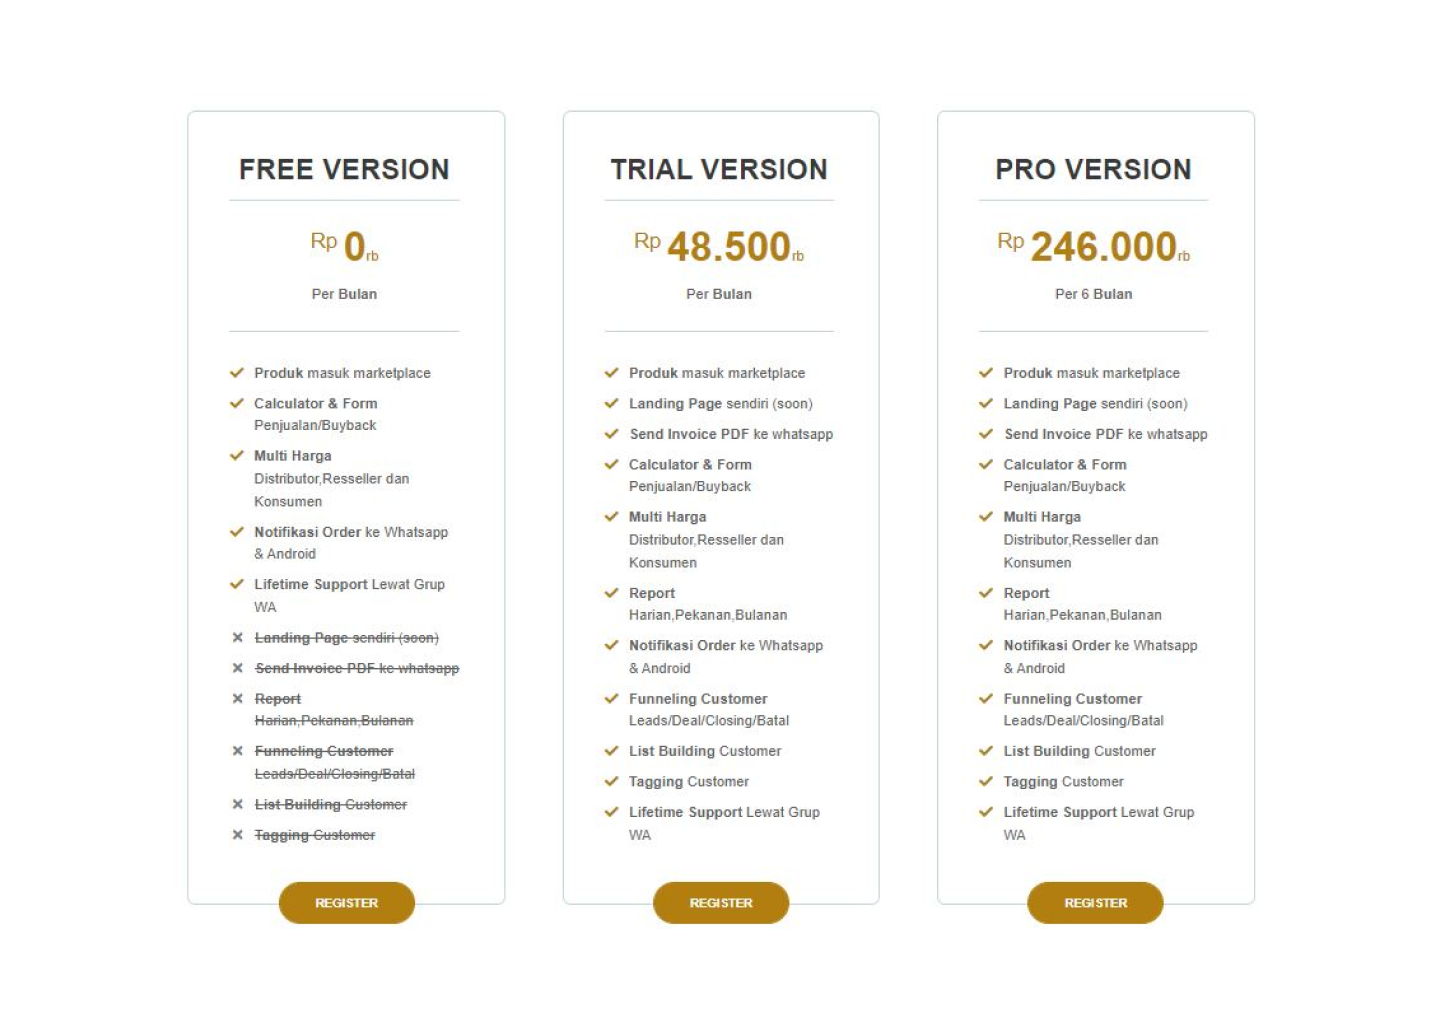 FREE VERSION
Rp 0rb
Per Bulan
Produk masuk marketplace
Calculator & Form
Penjualan/Buyback
Multi Harga
Distributor,Resseller dan
Konsumen
Notifikasi Order ke Whatsapp
& Android
Lifetime Support Lewat Grup
WA
Landing Page sendiri (soon)
Send Invoice PDF ke whatsapp
Report
Harian,Pekanan,Bulanan
Funneling Customer
Leads/Deal/Closing/Batal
List Building Customer
Tagging Customer
REGISTER
TRIAL VERSION
Rp 48.500rb
Per Bulan
Produk masuk marketplace
Landing Page sendiri (soon)
Send Invoice PDF ke whatsapp
Calculator & Form
Penjualan/Buyback
Multi Harga
Distributor,Resseller dan
Konsumen
Report
Harian,Pekanan,Bulanan
Notifikasi Order ke Whatsapp
& Android
Funneling Customer
Leads/Deal/Closing/Batal
List Building Customer
Tagging Customer
Lifetime Support Lewat Grup
WA
REGISTER
PRO VERSION
Rp 246.000rb
Per 6 Bulan
Produk masuk marketplace
Landing Page sendiri (soon)
Send Invoice PDF ke whatsapp
Calculator & Form
Penjualan/Buyback
Multi Harga
Distributor,Resseller dan
Konsumen
Report
Harian,Pekanan,Bulanan
Notifikasi Order ke Whatsapp
& Android
Funneling Customer
Leads/Deal/Closing/Batal
List Building Customer
Tagging Customer
Lifetime Support Lewat Grup
WA
REGISTER